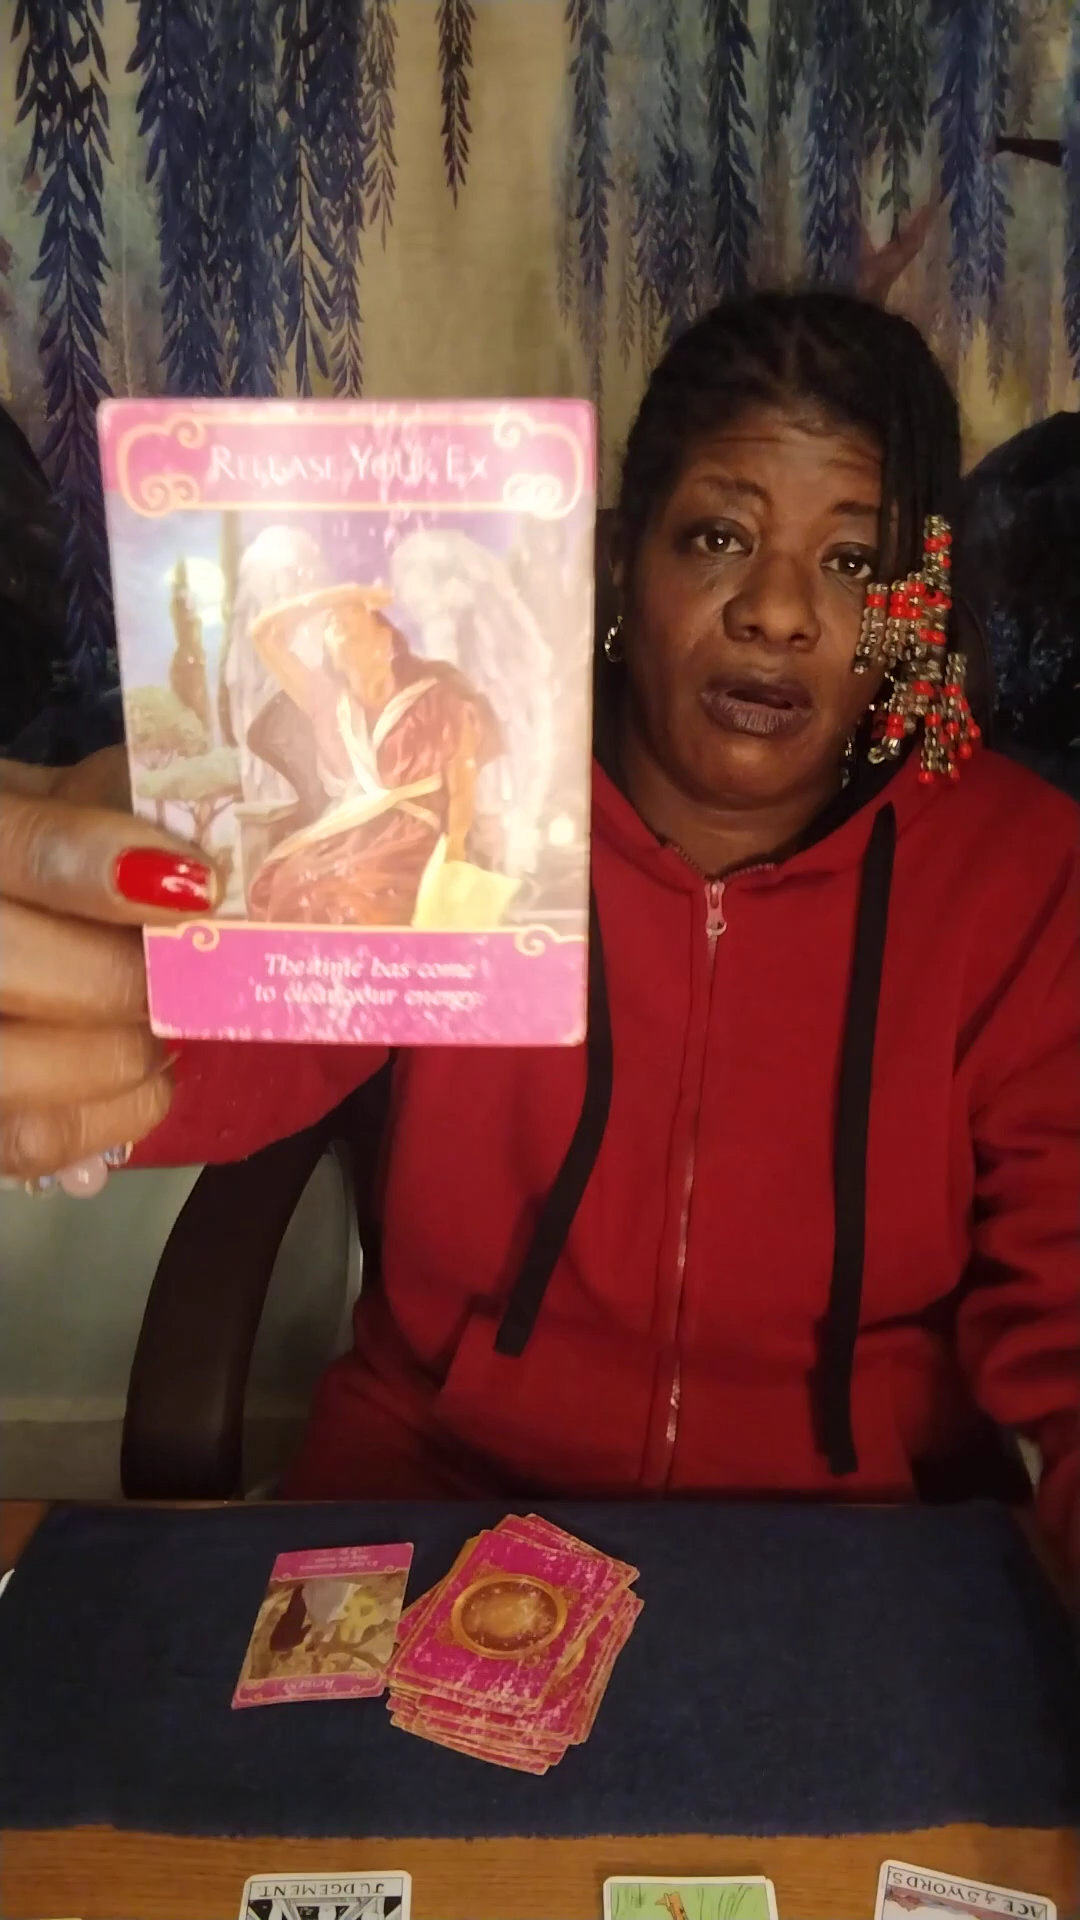 RELEASE YOUR EX
The time has come
to clear your energy.
JUDGEMENT
ACE of SWORDS